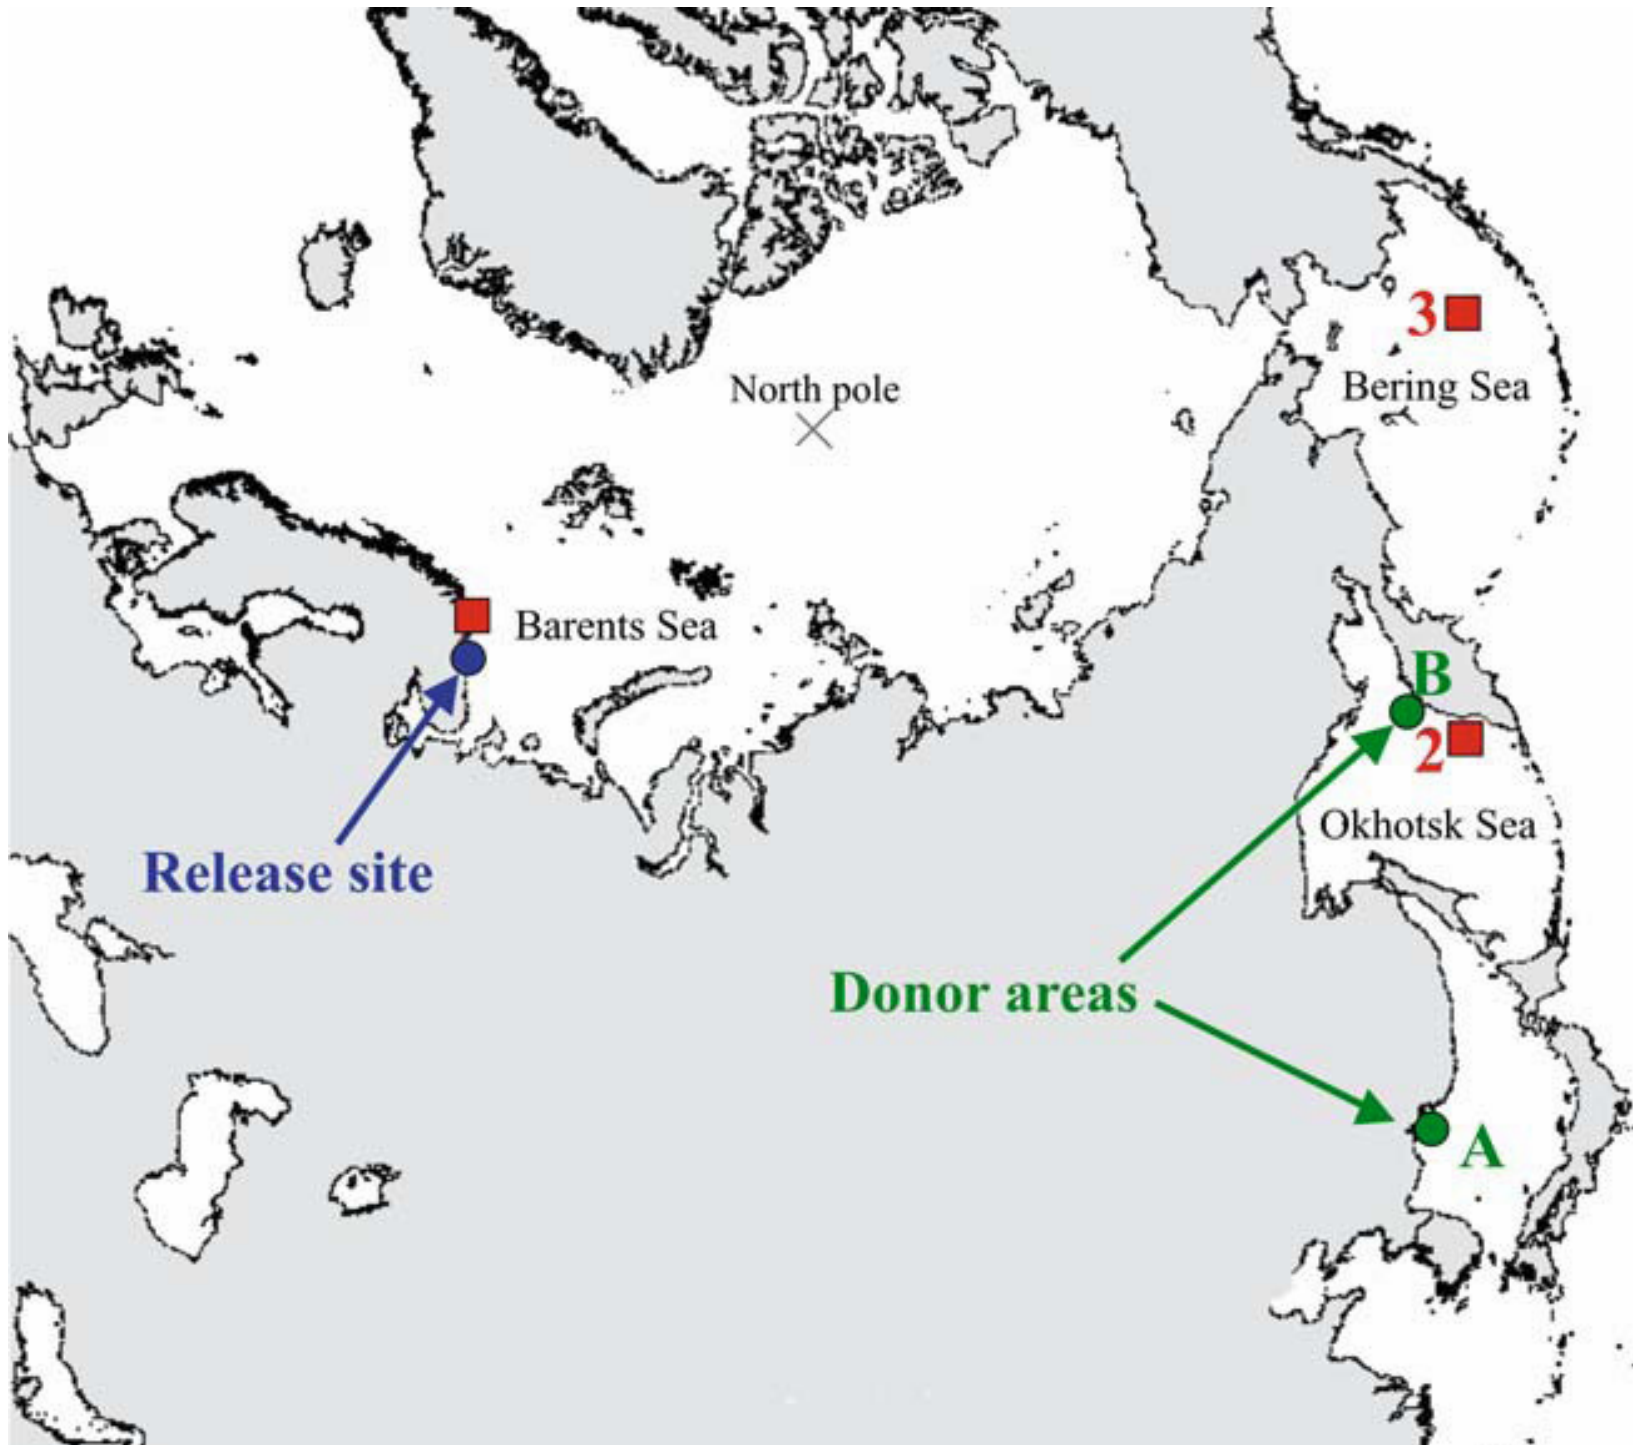 3
North pole
Bering Sea
Barents Sea
B
2
Okhotsk Sea
Release site
Donor areas
A